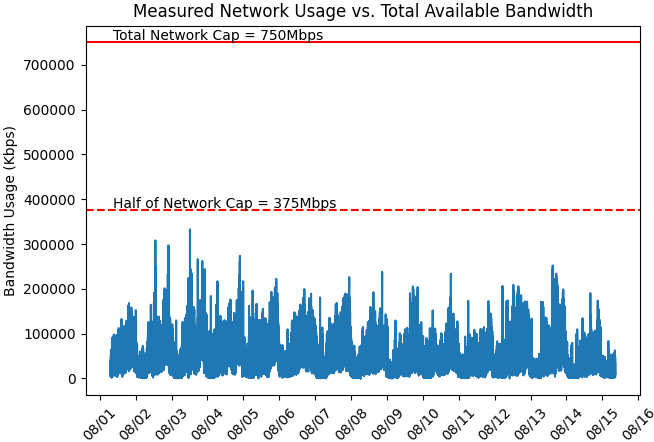 Measured Network Usage vs. Total Available Bandwidth
Total Network Cap = 750Mbps
700000
600000
500000
400000
Half of Network Cap = 375Mbps
300000
200000
100000
0
Bandwidth Usage (Kbps)
08/01 08/02 08/03 08/04 08/05 08/06 08/07 08/08 08/09 08/10 08/11 08/12 08/13 08/14 08/15 08/16